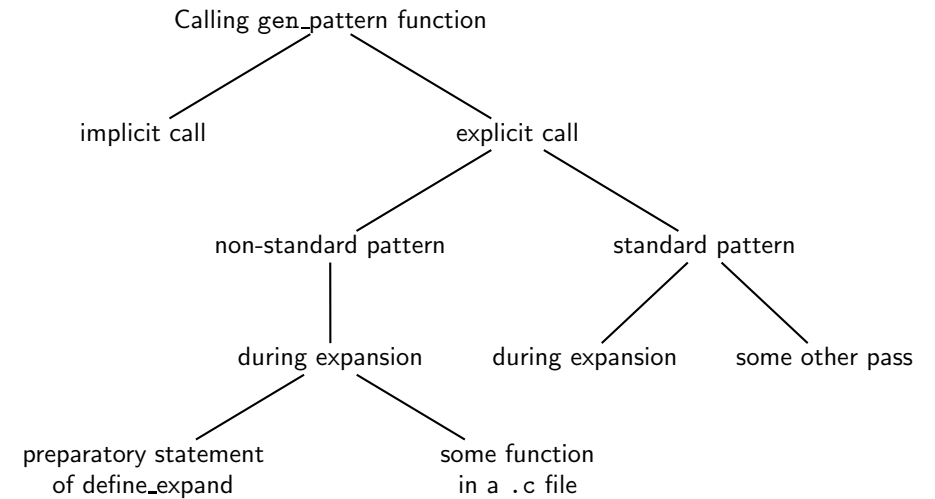 Calling gen_pattern function
implicit call
explicit call
non-standard pattern
standard pattern
during expansion
during expansion
some other pass
preparatory statement
of define_expand
some function
in a .c file